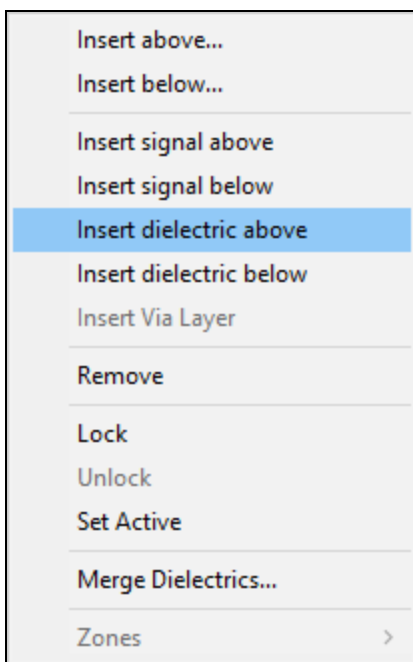 Insert above...
Insert below...
Insert signal above
Insert signal below
Insert dielectric above
Insert dielectric below
Insert Via Layer
Remove
Lock
Unlock
Set Active
Merge Dielectrics...
Zones